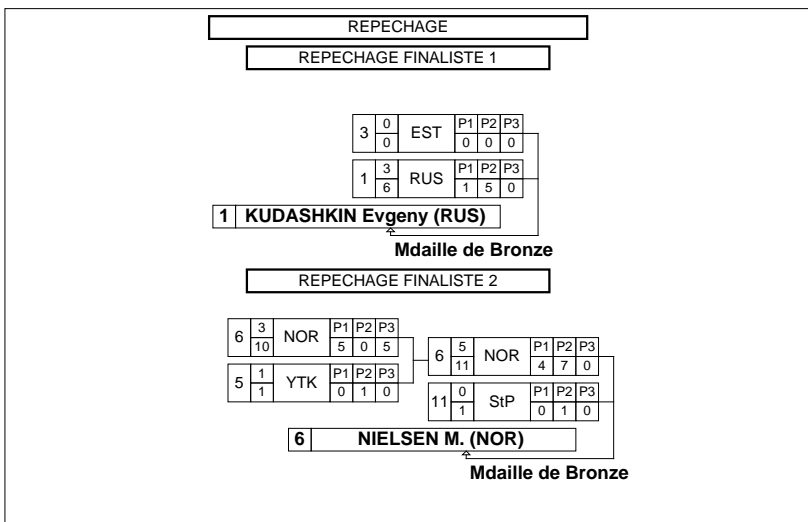 REPECHAGE
REPECHAGE FINALISTE 1
3 0 EST P1 P2 P3
0 0 0 0
1 3 RUS P1 P2 P3
6 1 5 0
1 KUDASHKIN Evgeny (RUS)
Mdaille de Bronze
REPECHAGE FINALISTE 2
6 3 NOR P1 P2 P3
10 5 0 5
6 5 NOR P1 P2 P3
11 4 7 0
5 1 YTK P1 P2 P3
1 0 1 0
11 0 StP P1 P2 P3
1 0 1 0
6 NIELSEN M. (NOR)
Mdaille de Bronze